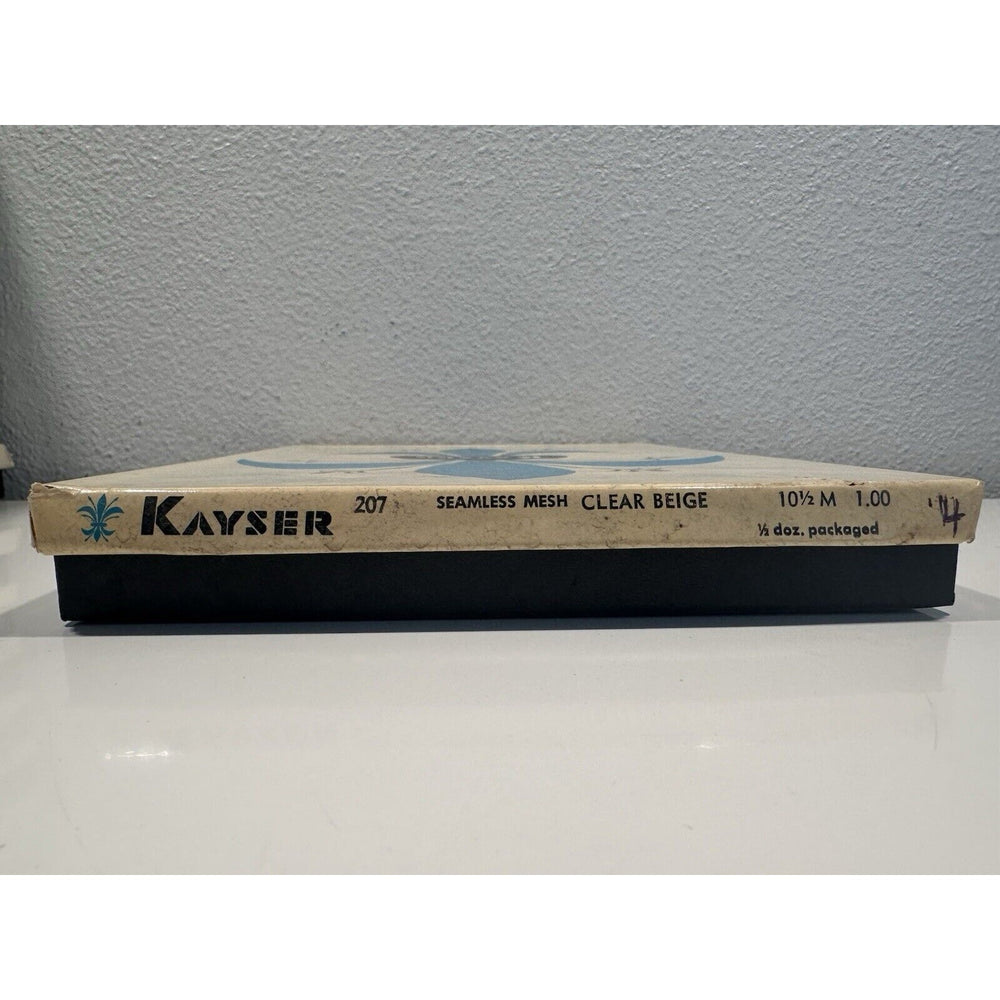 KAYSER 207 SEAMLESS MESH CLEAR BEIGE 10½ M 1.00
½ doz. packaged
4